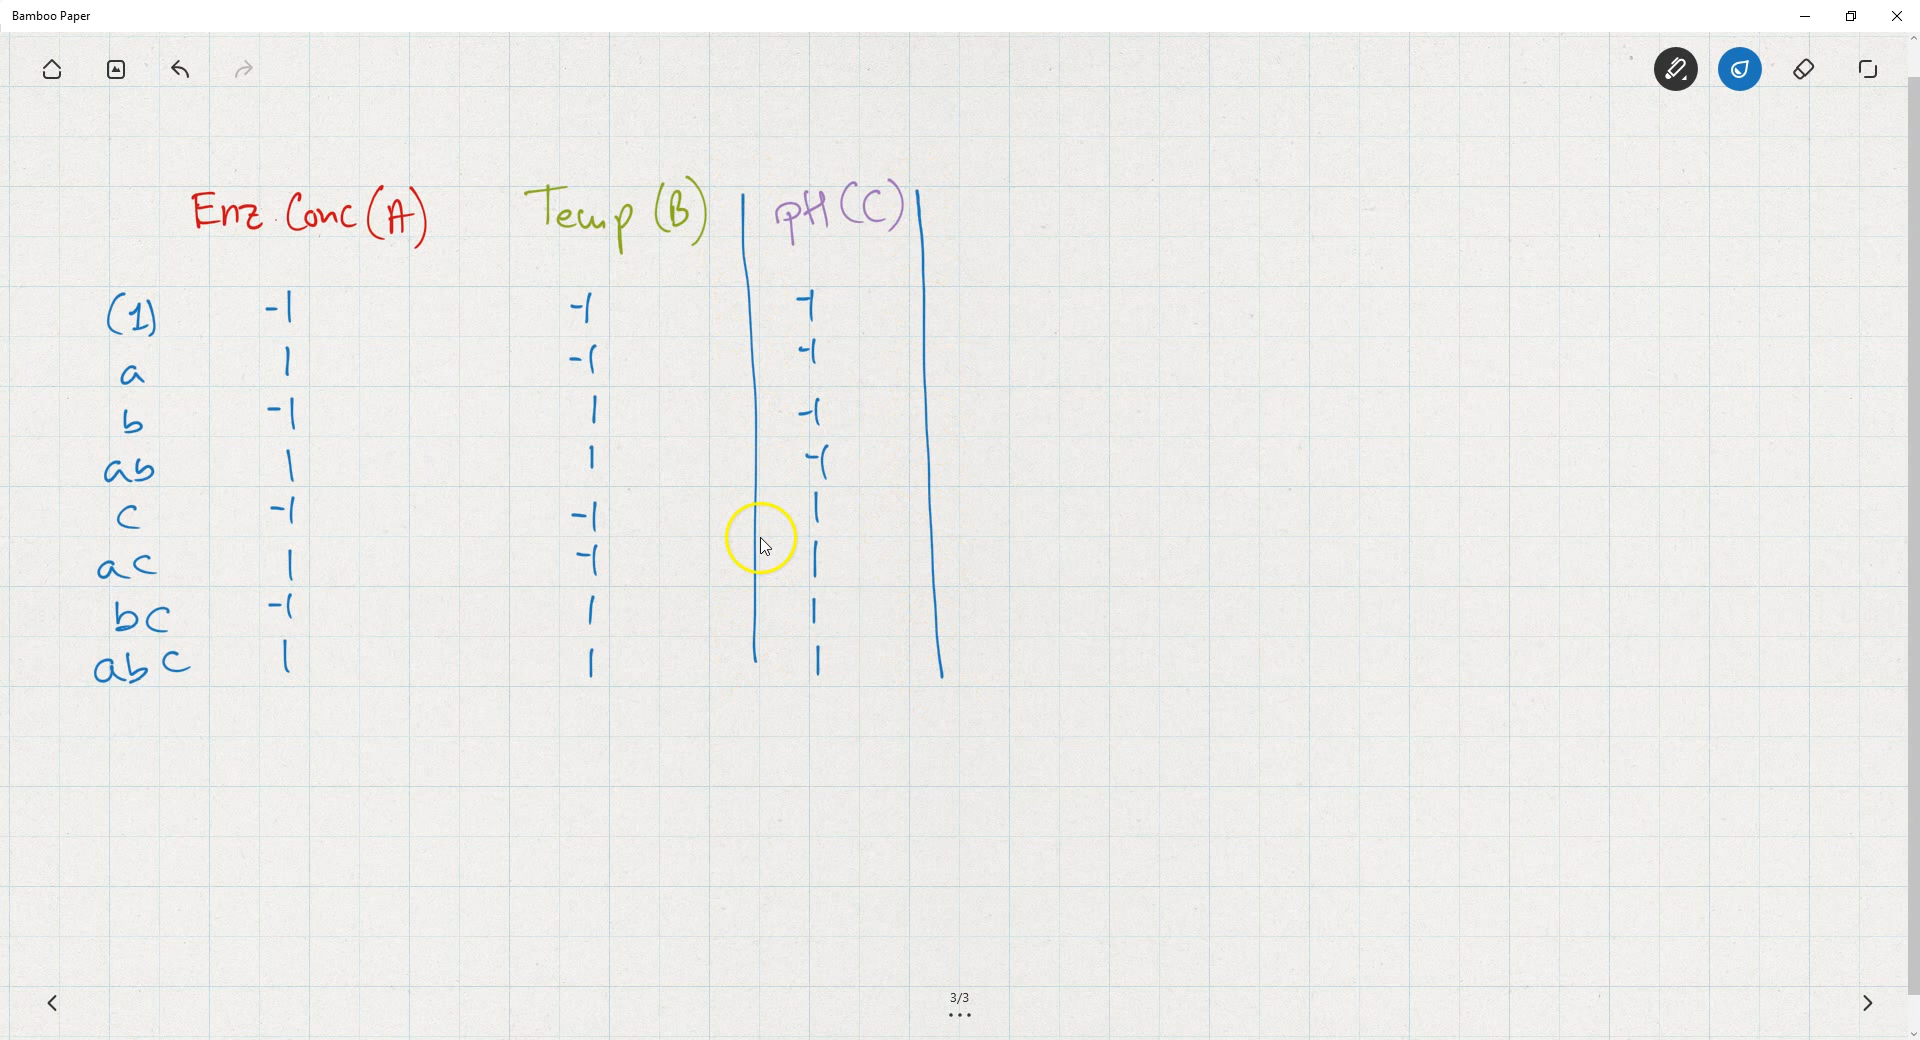 Bamboo Paper
Enz. Conc (A) Temp (B) pH (C)
(1) -1 -1 -1
a 1 -1 -1
b -1 1 -1
ab 1 1 -1
c -1 -1 1
ac 1 -1 1
bc -1 1 1
abc 1 1 1
3/3